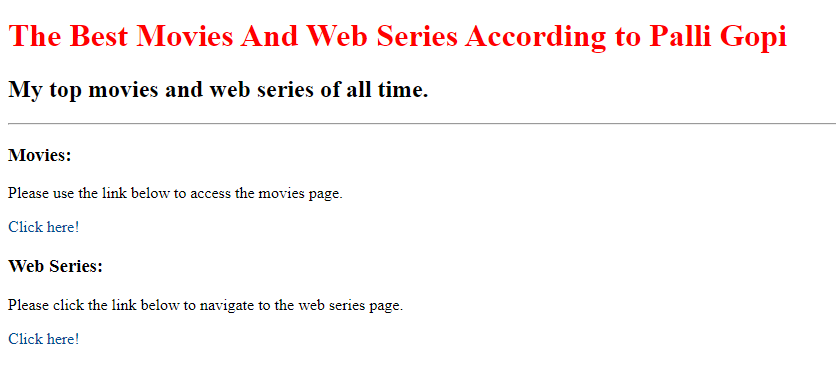 The Best Movies And Web Series According to Palli Gopi
My top movies and web series of all time.
Movies:
Please use the link below to access the movies page.
Click here!
Web Series:
Please click the link below to navigate to the web series page.
Click here!